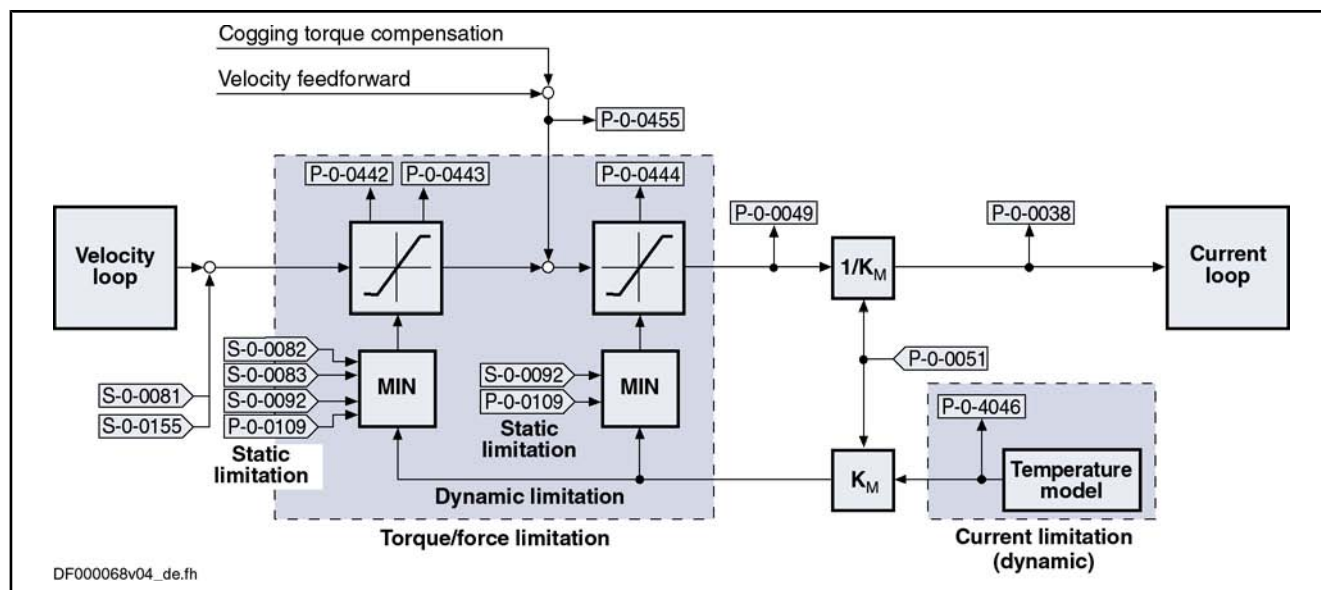 Cogging torque compensation
Velocity feedforward
P-0-0455
P-0-0442
P-0-0443
P-0-0444
P-0-0049
P-0-0038
Velocity
loop
1/KM
Current
loop
S-0-0082
S-0-0083
S-0-0092
P-0-0109
MIN
S-0-0092
P-0-0109
MIN
P-0-0051
S-0-0081
S-0-0155
Static
limitation
Static
limitation
P-0-4046
KM
Temperature
model
Dynamic limitation
Torque/force limitation
Current limitation
(dynamic)
DF000068v04_de.fh